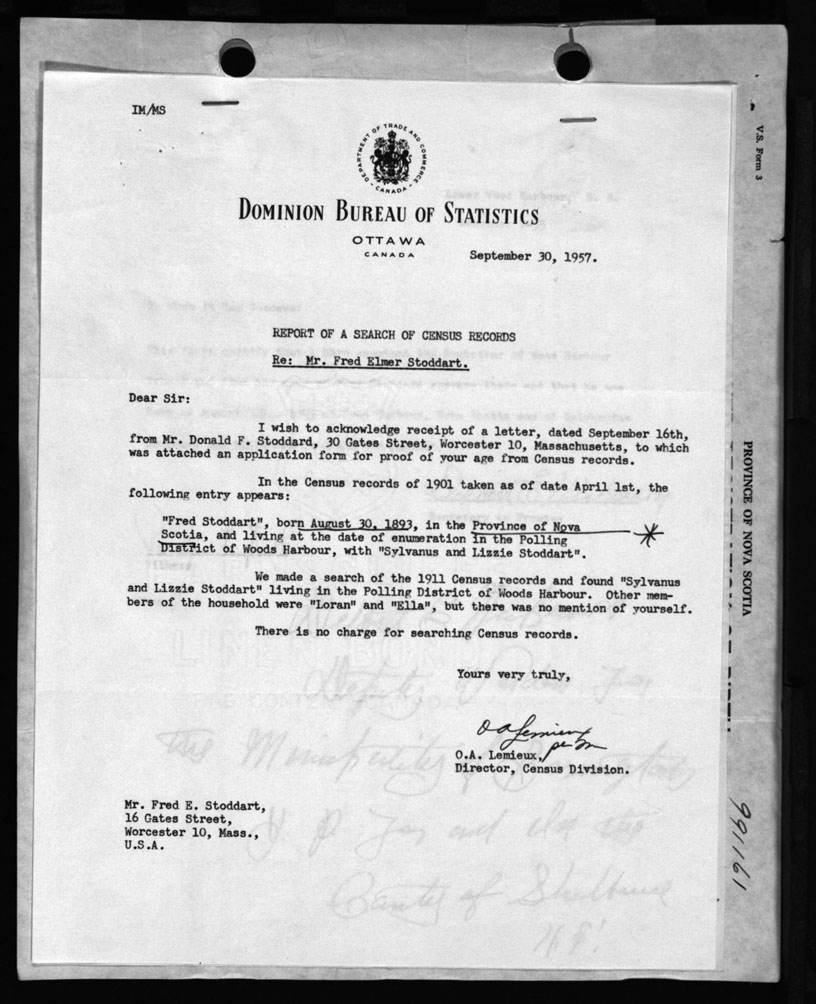 IM/MS
DEPARTMENT OF TRADE AND COMMERCE
CANADA
DOMINION BUREAU OF STATISTICS
OTTAWA
CANADA
September 30, 1957.
REPORT OF A SEARCH OF CENSUS RECORDS
Re: Mr. Fred Elmer Stoddart.
Dear Sir:
I wish to acknowledge receipt of a letter, dated September 16th,
from Mr. Donald F. Stoddard, 30 Gates Street, Worcester 10, Massachusetts, to which
was attached an application form for proof of your age from Census records.
In the Census records of 1901 taken as of date April 1st, the
following entry appears:
"Fred Stoddart", born August 30, 1893, in the Province of Nova
Scotia, and living at the date of enumeration in the Polling
District of Woods Harbour, with "Sylvanus and Lizzie Stoddart".
We made a search of the 1911 Census records and found "Sylvanus
and Lizzie Stoddart" living in the Polling District of Woods Harbour. Other mem-
bers of the household were "Loran" and "Ella", but there was no mention of yourself.
There is no charge for searching Census records.
Yours very truly,
O A Lemieux
per
O.A. Lemieux,
Director, Census Division.
Mr. Fred E. Stoddart,
16 Gates Street,
Worcester 10, Mass.,
U.S.A.
V.S. Form 3
PROVINCE OF NOVA SCOTIA
991161
the Municipality of
and
County of Shelburne
N.S.